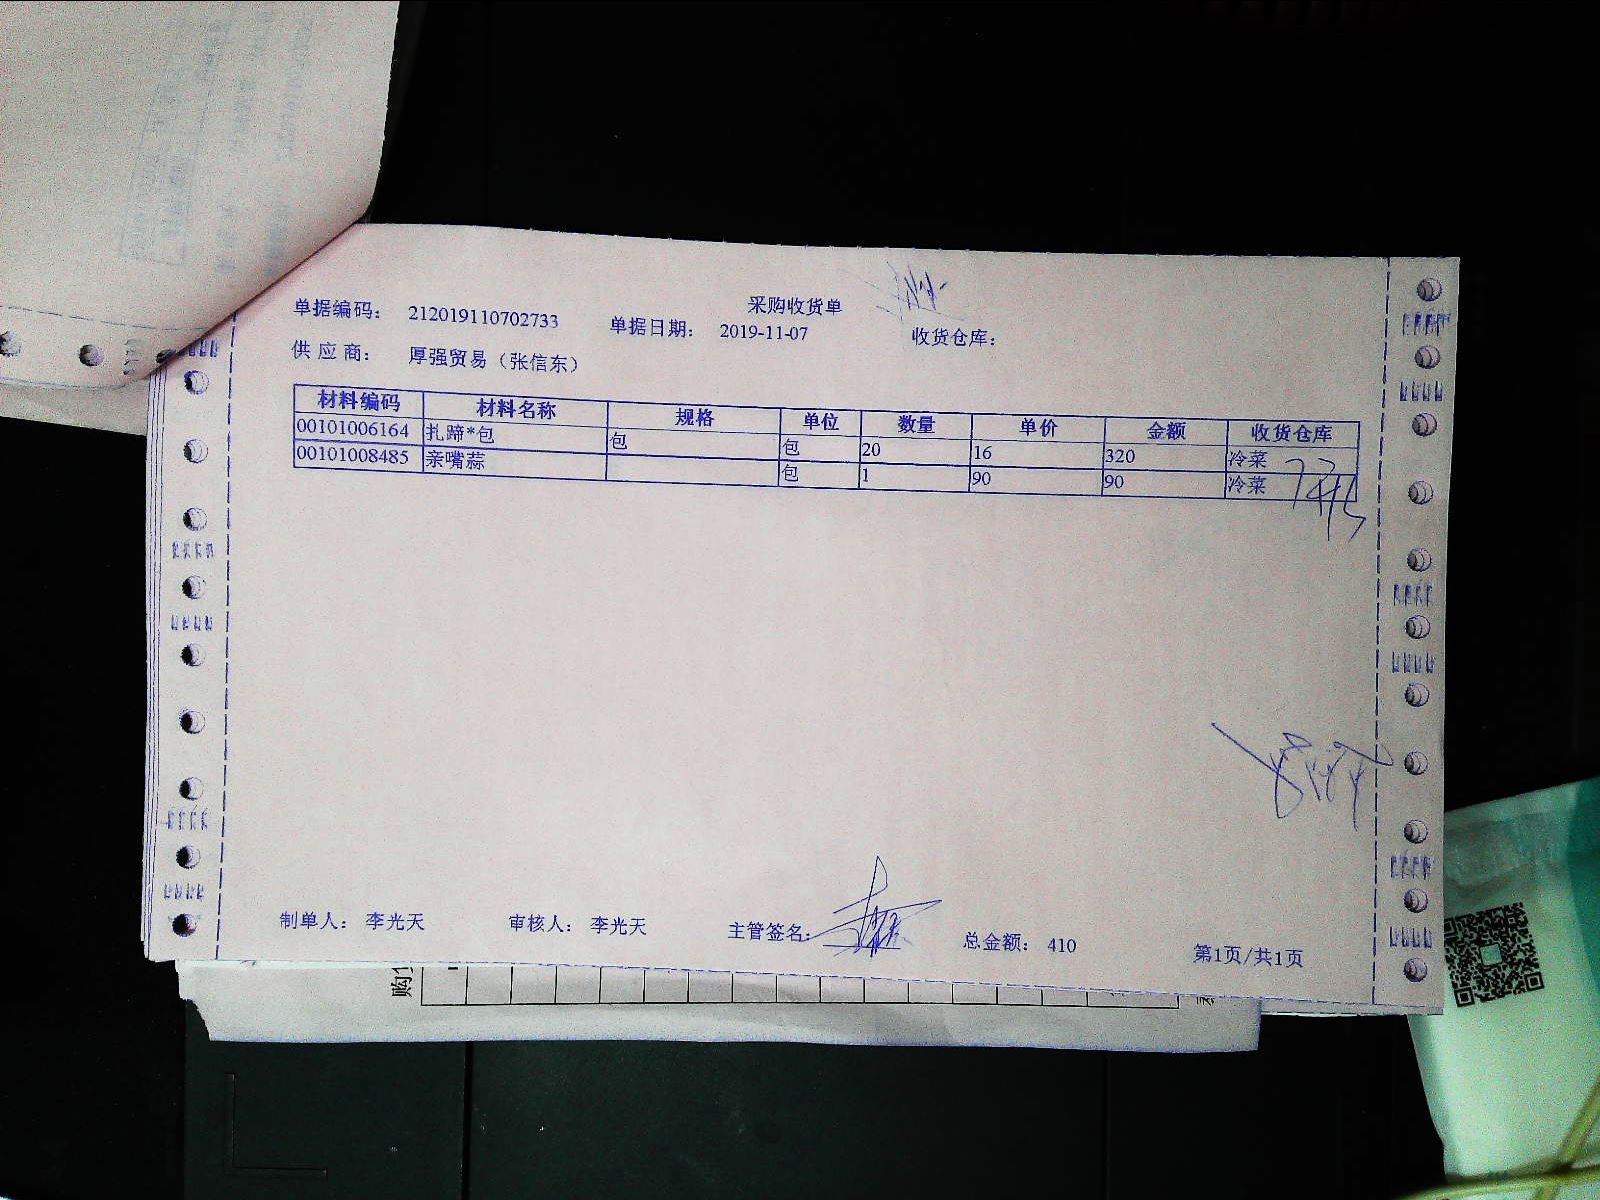 采购收货单
单据编码： 212019110702733 单据日期： 2019-11-07 收货仓库：
供应商： 厚强贸易（张信东）
材料编码 材料名称 规格 单位 数量 单价 金额 收货仓库
00101006164 扎蹄*包 包 包 20 16 320 冷菜
00101008485 亲嘴蒜 包 1 90 90 冷菜
制单人： 李光天 审核人： 李光天 主管签名： 总金额： 410 第1页/共1页
购